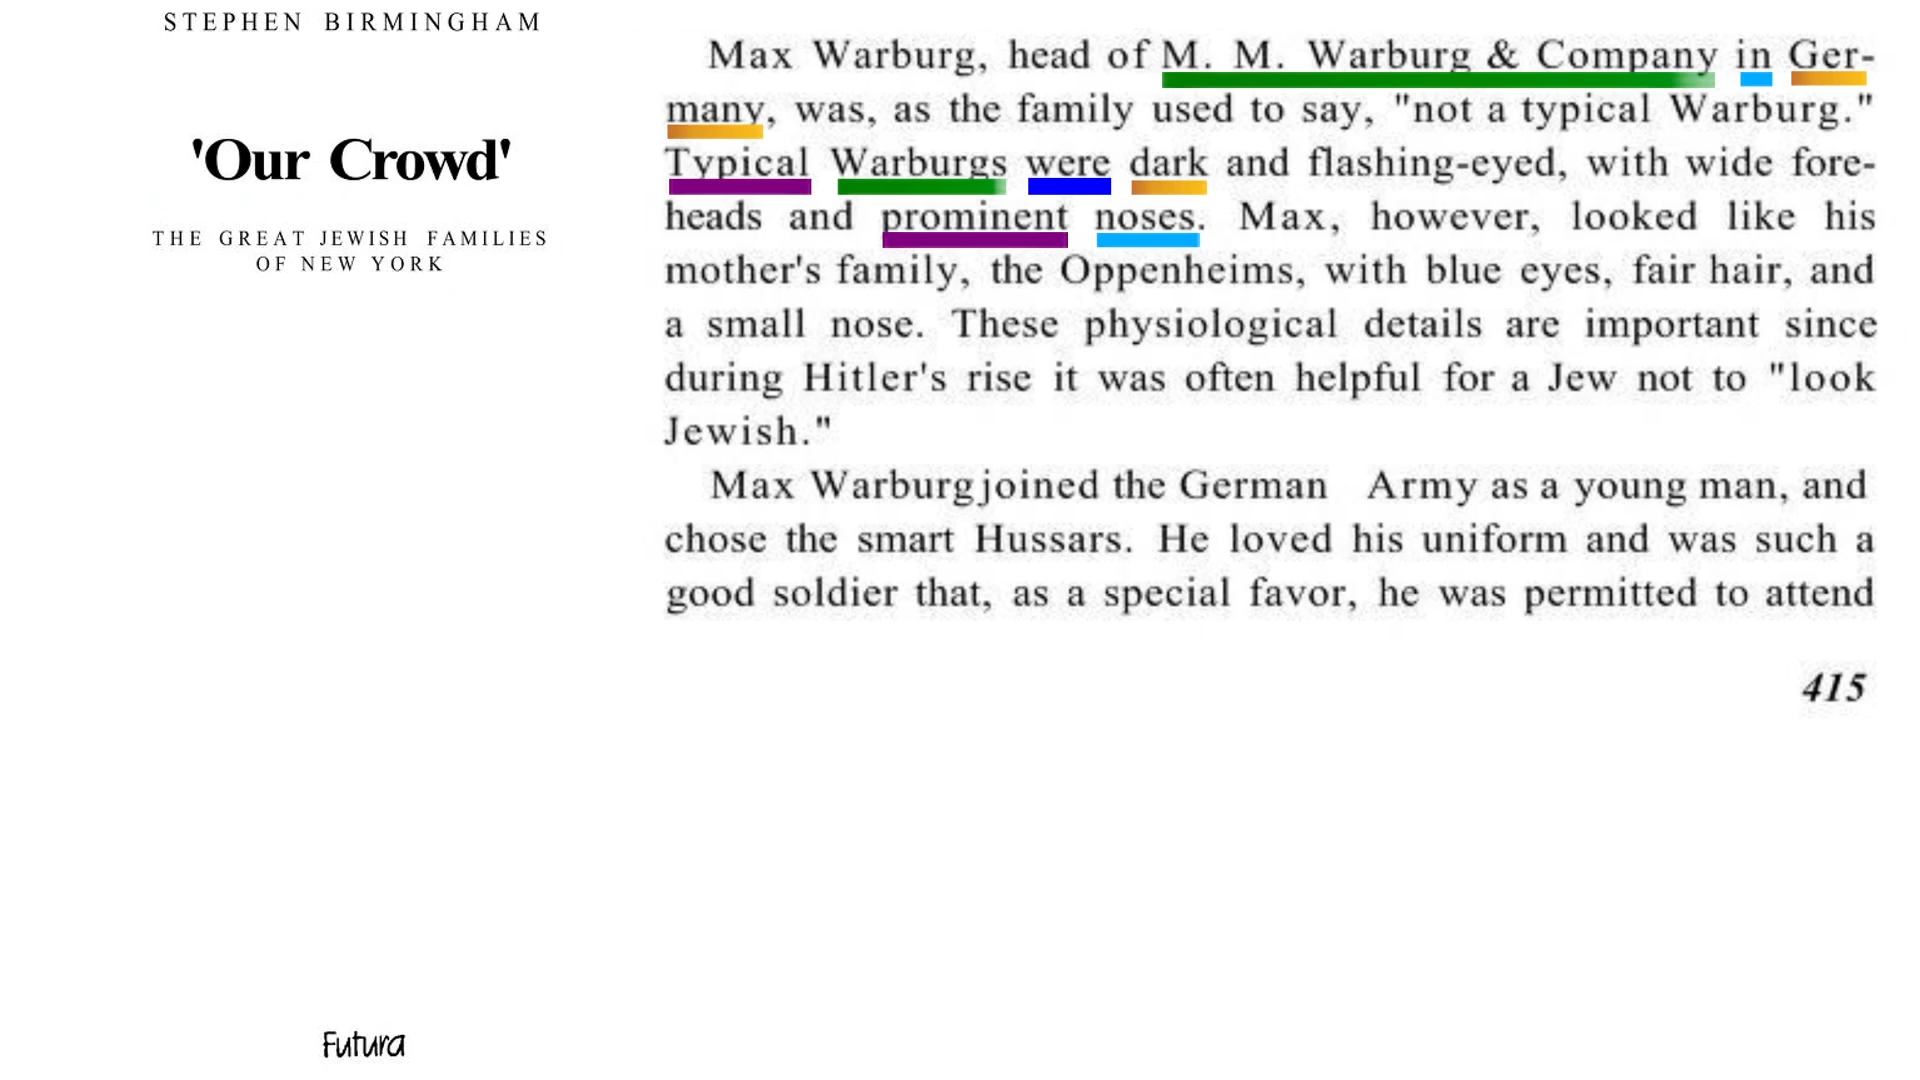 STEPHEN BIRMINGHAM
'Our Crowd'
THE GREAT JEWISH FAMILIES
OF NEW YORK
Futura
Max Warburg, head of M. M. Warburg & Company in Ger-
many, was, as the family used to say, "not a typical Warburg."
Typical Warburgs were dark and flashing-eyed, with wide fore-
heads and prominent noses. Max, however, looked like his
mother's family, the Oppenheims, with blue eyes, fair hair, and
a small nose. These physiological details are important since
during Hitler's rise it was often helpful for a Jew not to "look
Jewish."
Max Warburg joined the German Army as a young man, and
chose the smart Hussars. He loved his uniform and was such a
good soldier that, as a special favor, he was permitted to attend
415